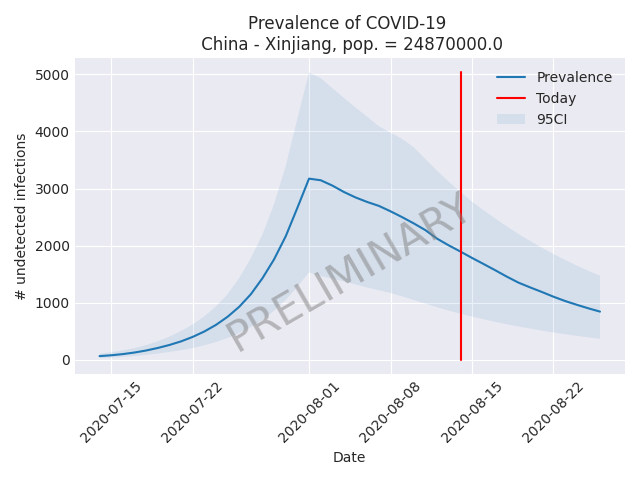 Prevalence of COVID-19
China - Xinjiang, pop. = 24870000.0
5000
4000
3000
2000
1000
0
# undetected infections
Prevalence
Today
95CI
PRELIMINARY
2020-07-15
2020-07-22
2020-08-01
2020-08-08
2020-08-15
2020-08-22
Date